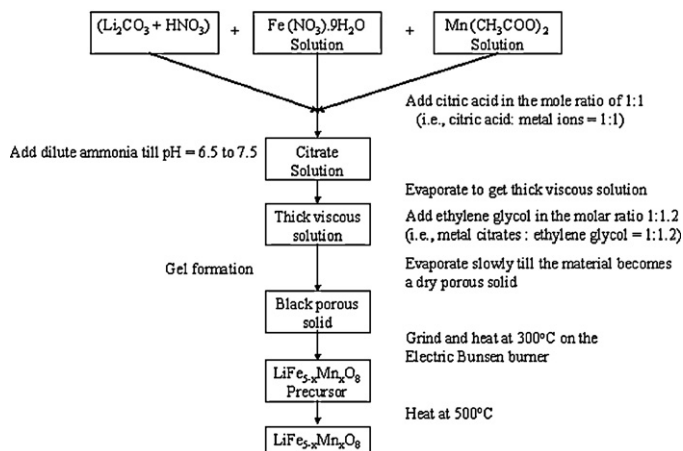 (Li₂CO₃ + HNO₃) + Fe (NO₃).9H₂O + Mn(CH₃COO)₂
Solution Solution
Add citric acid in the mole ratio of 1:1
(i.e., citric acid: metal ions = 1:1)
Add dilute ammonia till pH = 6.5 to 7.5
Citrate
Solution
Evaporate to get thick viscous solution
Thick viscous
solution
Add ethylene glycol in the molar ratio 1:1.2
(i.e., metal citrates : ethylene glycol = 1:1.2)
Gel formation
Evaporate slowly till the material becomes
a dry porous solid
Black porous
solid
Grind and heat at 300°C on the
Electric Bunsen burner
LiFe₅₋ₓMnₓO₈
Precursor
Heat at 500°C
LiFe₅₋ₓMnₓO₈